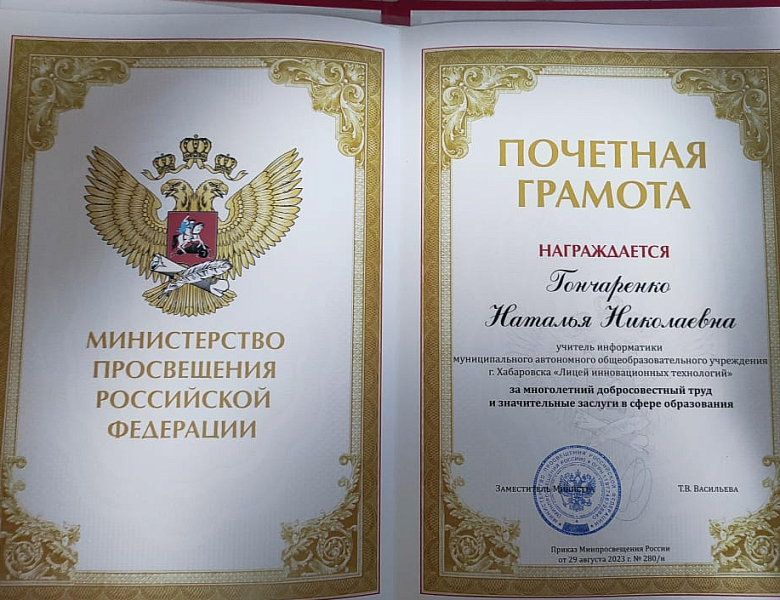 МИНИСТЕРСТВО
ПРОСВЕЩЕНИЯ
РОССИЙСКОЙ
ФЕДЕРАЦИИ
ПОЧЕТНАЯ
ГРАМОТА
НАГРАЖДАЕТСЯ
Гончаренко
Наталья Николаевна
учитель информатики
муниципального автономного общеобразовательного учреждения
г. Хабаровска «Лицей инновационных технологий»
за многолетний добросовестный труд
и значительные заслуги в сфере образования
Заместитель Министра Т.В. Васильева
Приказ Минпросвещения России
от 29 августа 2023 г. № 280/н